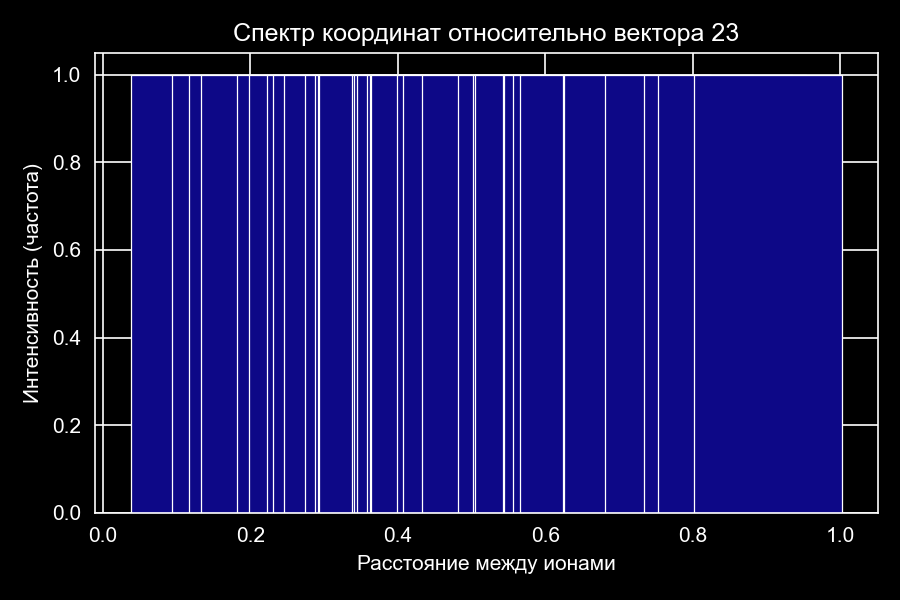 Спектр координат относительно вектора 23
Интенсивность (частота)
1.0
0.8
0.6
0.4
0.2
0.0
0.0 0.2 0.4 0.6 0.8 1.0
Расстояние между ионами